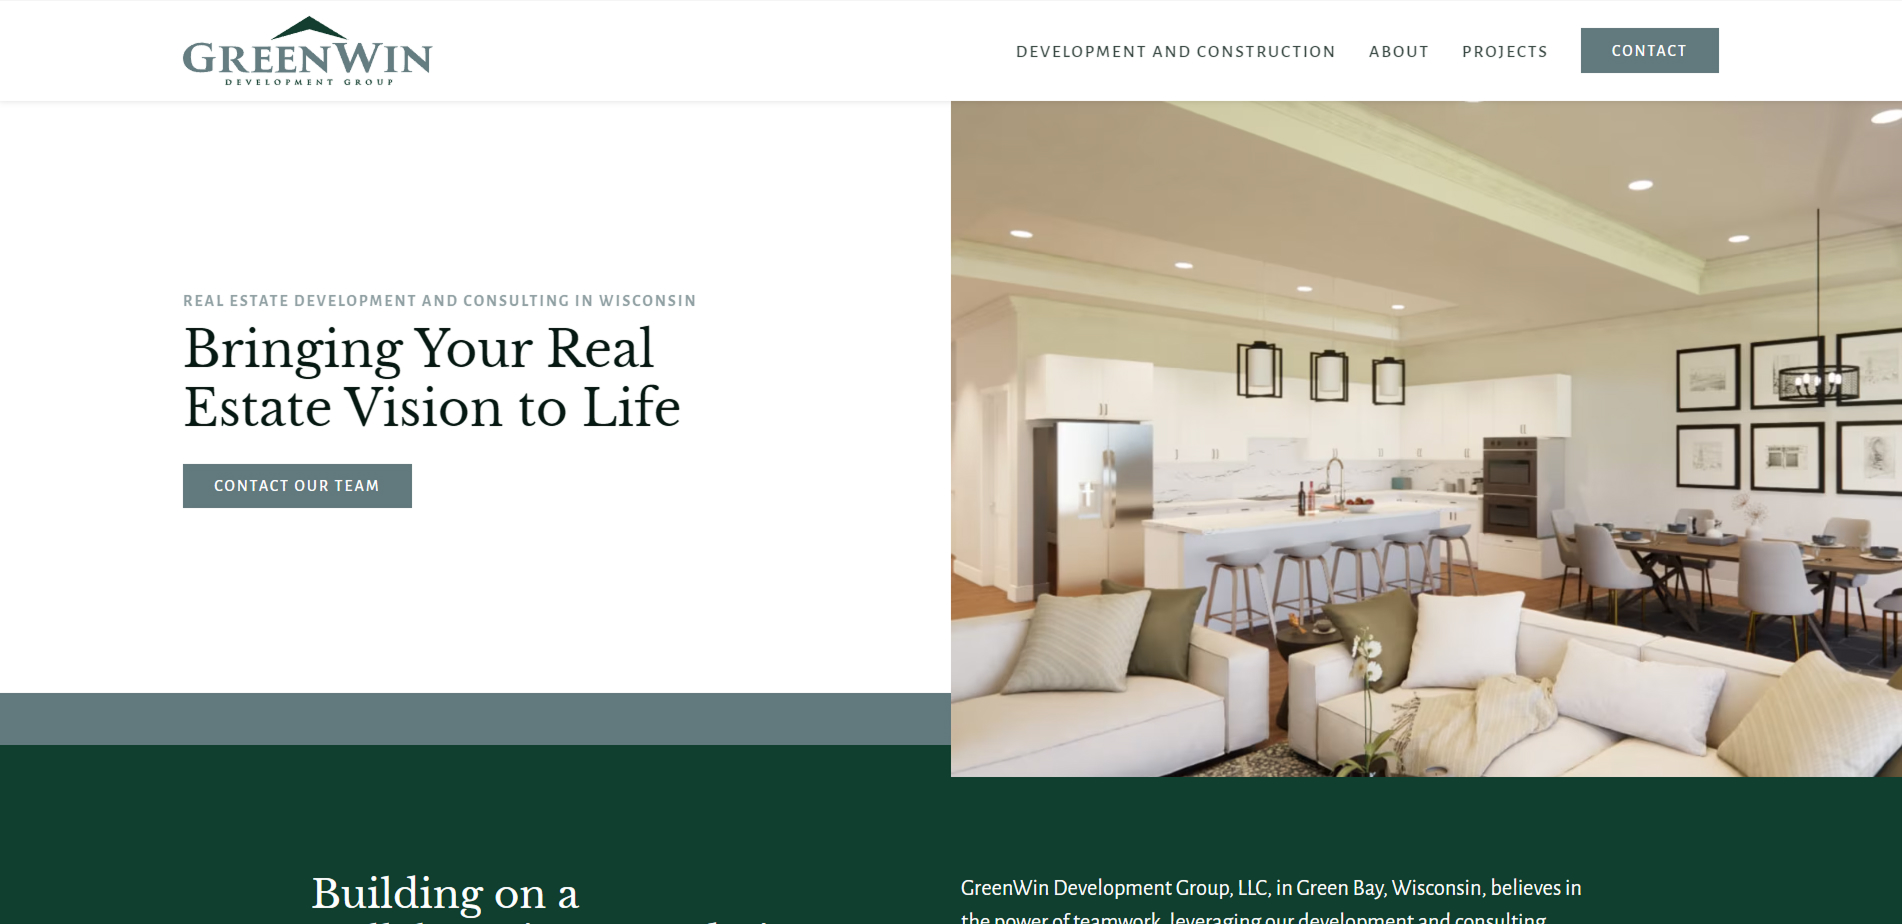 GREENWIN
DEVELOPMENT GROUP
DEVELOPMENT AND CONSTRUCTION
ABOUT
PROJECTS
CONTACT
REAL ESTATE DEVELOPMENT AND CONSULTING IN WISCONSIN
Bringing Your Real
Estate Vision to Life
CONTACT OUR TEAM
Building on a
GreenWin Development Group, LLC, in Green Bay, Wisconsin, believes in
the power of teamwork, leveraging our development and consulting